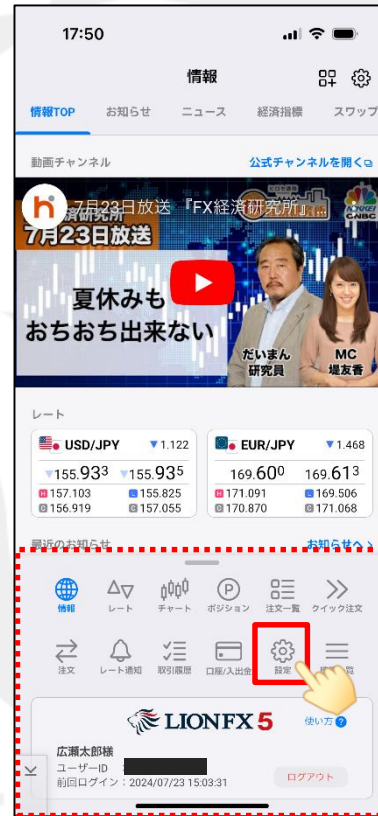 17:50
情報
情報TOP お知らせ ニュース 経済指標 スワップ
動画チャンネル 公式チャンネルを開く
7月23日放送 『FX経済研究所』...
7月23日放送
夏休みも
おちおち出来ない
だいまん
研究員
MC
堤友香
レート
USD/JPY ▼1.122
EUR/JPY ▼1.468
▼155.933 ▼155.935
169.600 169.613
H 157.103 L 155.825
H 171.091 L 169.506
O 156.919 C 157.055
O 170.870 C 171.068
最近のお知らせ お知らせへ >
情報 レート チャート ポジション 注文一覧 クイック注文
注文 レート通知 取引履歴 口座/入出金 設定
LIONFX 5 使い方 ?
広瀬太郎様
ユーザーID :
前回ログイン : 2024/07/23 15:03:31
ログアウト